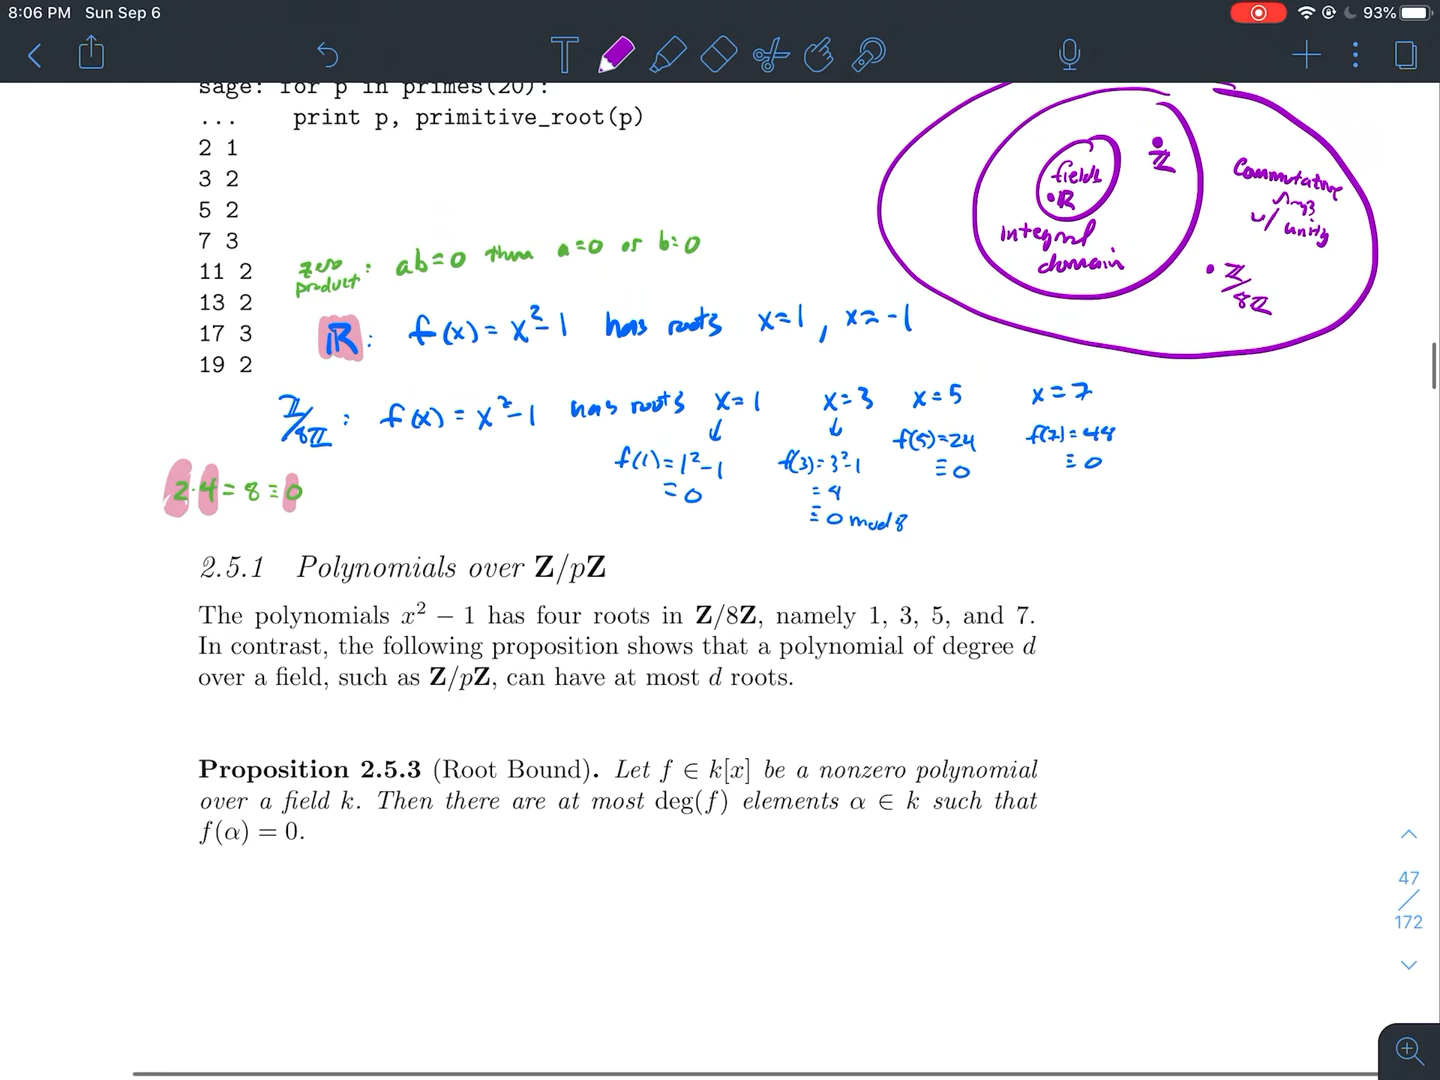 8:06 PM Sun Sep 6
93%
T
sage: for p in primes(20):
... print p, primitive_root(p)
2 1
3 2
5 2
7 3
11 2
13 2
17 3
19 2
fields
•R
•Z
integral
domain
Commutative
rings
w/ unity
• Z/8Z
zero product: ab=0 then a=0 or b=0
R: f(x) = x²-1 has roots x=1, x=-1
Z/8Z: f(x) = x²-1 has roots x=1 x=3 x=5 x=7
↓ ↓ f(5)=24 f(7)=48
f(1)=1²-1 f(3)=3²-1 ≡0 ≡0
=0 =8
≡0 mod 8
2·4=8≡0
2.5.1 Polynomials over Z/pZ
The polynomials x² − 1 has four roots in Z/8Z, namely 1, 3, 5, and 7.
In contrast, the following proposition shows that a polynomial of degree d
over a field, such as Z/pZ, can have at most d roots.
Proposition 2.5.3 (Root Bound). Let f ∈ k[x] be a nonzero polynomial
over a field k. Then there are at most deg(f) elements α ∈ k such that
f(α) = 0.
47
/
172